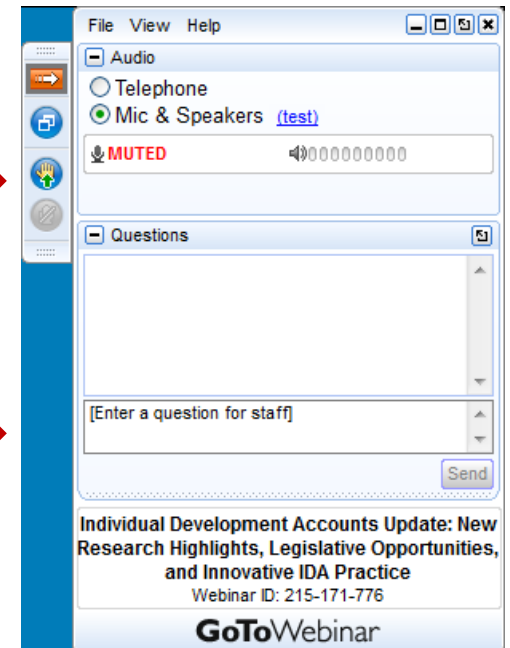 File View Help
Audio
Telephone
Mic & Speakers (test)
MUTED 000000000
Questions
[Enter a question for staff]
Send
Individual Development Accounts Update: New
Research Highlights, Legislative Opportunities,
and Innovative IDA Practice
Webinar ID: 215-171-776
GoToWebinar